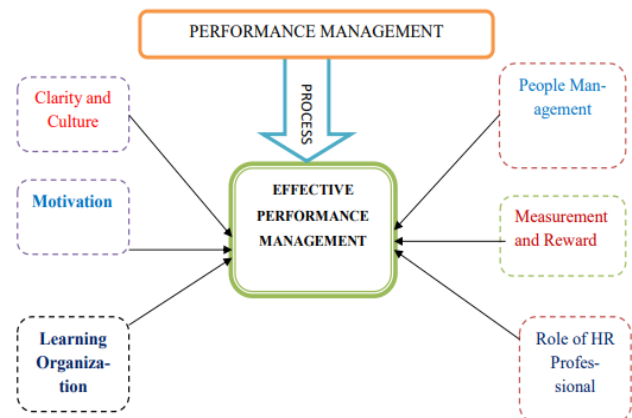 PERFORMANCE MANAGEMENT
PROCESS
Clarity and
Culture
Motivation
Learning
Organiza-
tion
EFFECTIVE
PERFORMANCE
MANAGEMENT
People Man-
agement
Measurement
and Reward
Role of HR
Profes-
sional